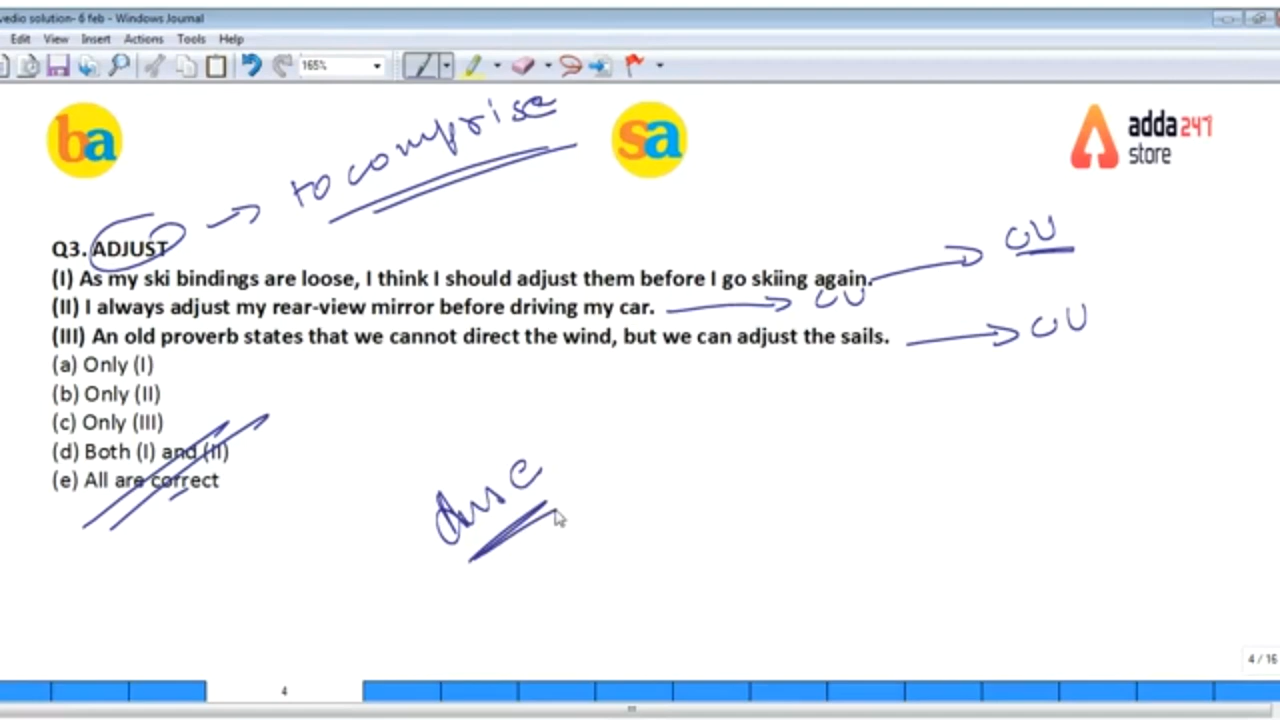 vedio solution- 6 feb - Windows Journal
Edit View Insert Actions Tools Help
165%
ba
to comprise
sa
adda247
store
Q3. ADJUST
(I) As my ski bindings are loose, I think I should adjust them before I go skiing again.
CU
(II) I always adjust my rear-view mirror before driving my car.
CU
(III) An old proverb states that we cannot direct the wind, but we can adjust the sails.
CU
(a) Only (I)
(b) Only (II)
(c) Only (III)
(d) Both (I) and (II)
(e) All are correct
Ans e
4 / 16
4